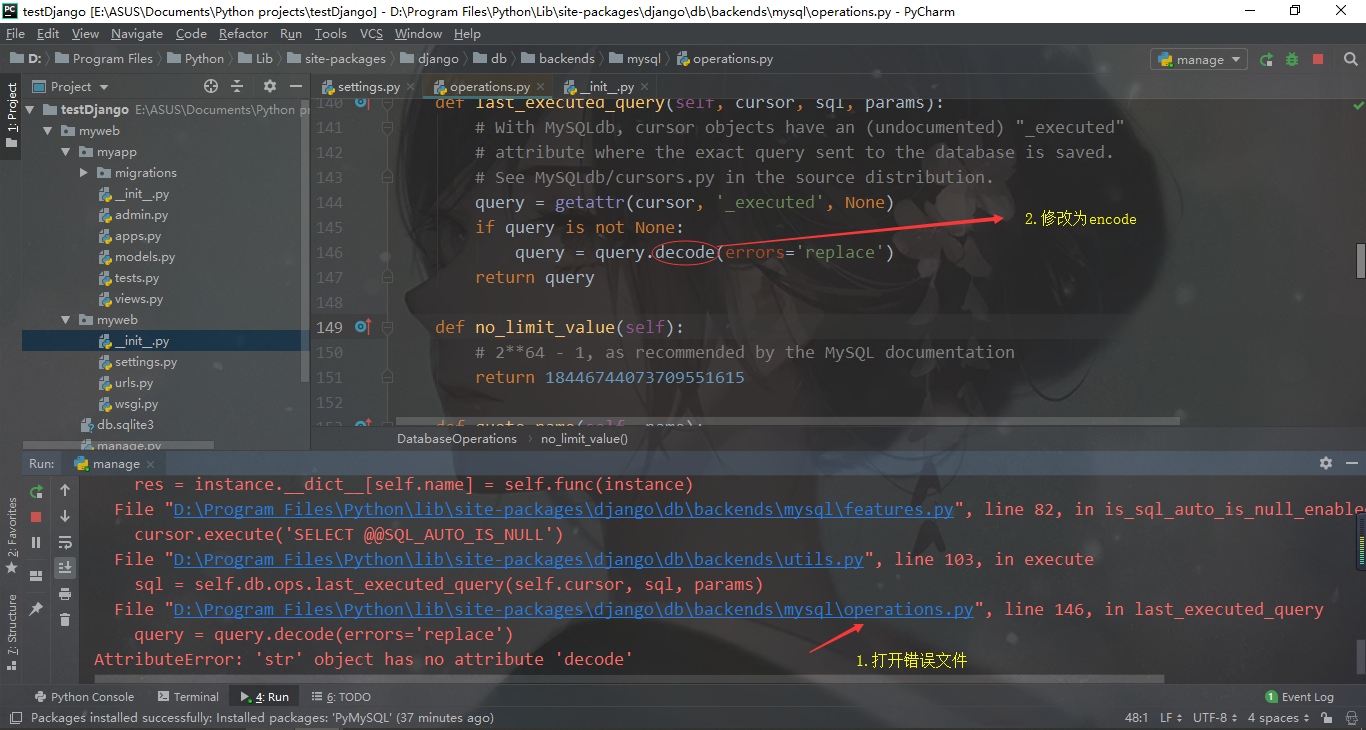 testDjango [E:\ASUS\Documents\Python projects\testDjango] - D:\Program Files\Python\Lib\site-packages\django\db\backends\mysql\operations.py - PyCharm
File Edit View Navigate Code Refactor Run Tools VCS Window Help
D: Program Files Python Lib site-packages django db backends mysql operations.py manage
Project settings.py operations.py __init__.py
1: Project
testDjango E:\ASUS\Documents\Python pr
myweb
myapp
migrations
__init__.py
admin.py
apps.py
models.py
tests.py
views.py
myweb
__init__.py
settings.py
urls.py
wsgi.py
db.sqlite3
manage.py
140 def last_executed_query(self, cursor, sql, params):
141 # With MySQLdb, cursor objects have an (undocumented) "_executed"
142 # attribute where the exact query sent to the database is saved.
143 # See MySQLdb/cursors.py in the source distribution.
144 query = getattr(cursor, '_executed', None)
145 if query is not None:
146 query = query.decode(errors='replace')
147 return query
148
149 def no_limit_value(self):
150 # 2**64 - 1, as recommended by the MySQL documentation
151 return 18446744073709551615
152
153 def quote_name(self, name):
2.修改为encode
DatabaseOperations no_limit_value()
Run: manage
res = instance.__dict__[self.name] = self.func(instance)
File "D:\Program Files\Python\lib\site-packages\django\db\backends\mysql\features.py", line 82, in is_sql_auto_is_null_enable
cursor.execute('SELECT @@SQL_AUTO_IS_NULL')
File "D:\Program Files\Python\lib\site-packages\django\db\backends\utils.py", line 103, in execute
sql = self.db.ops.last_executed_query(self.cursor, sql, params)
File "D:\Program Files\Python\lib\site-packages\django\db\backends\mysql\operations.py", line 146, in last_executed_query
query = query.decode(errors='replace')
AttributeError: 'str' object has no attribute 'decode'
1.打开错误文件
2: Favorites
7: Structure
Python Console Terminal 4: Run 6: TODO 1 Event Log
Packages installed successfully: Installed packages: 'PyMySQL' (37 minutes ago) 48:1 LF UTF-8 4 spaces